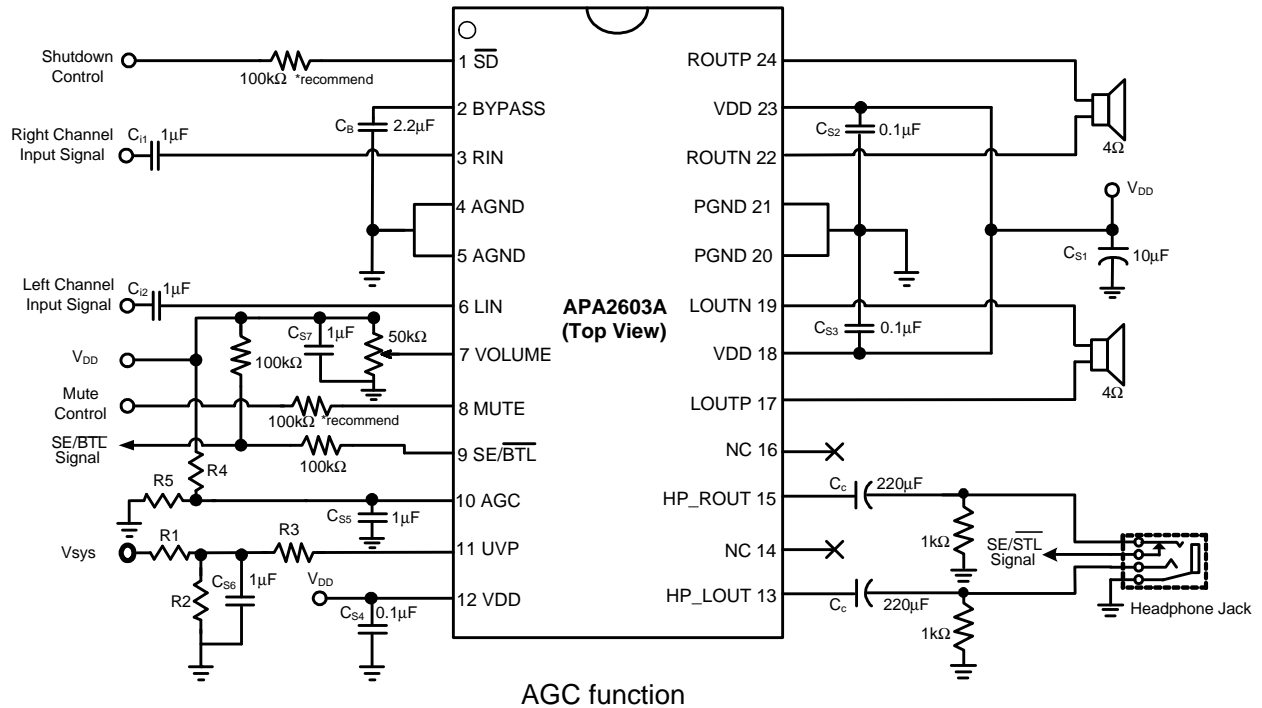 Shutdown
Control
100kΩ *recommend
1 SD
2 BYPASS
CB 2.2µF
Right Channel
Input Signal
Ci1 1µF
3 RIN
4 AGND
5 AGND
Left Channel
Input Signal
Ci2 1µF
6 LIN
VDD
100kΩ
CS7 1µF
50kΩ
7 VOLUME
Mute
Control
100kΩ *recommend
8 MUTE
SE/BTL
Signal
100kΩ
9 SE/BTL
R4
R5
10 AGC
CS5 1µF
Vsys
R1
R3
11 UVP
R2
CS6 1µF
VDD
12 VDD
CS4 0.1µF
APA2603A
(Top View)
ROUTP 24
VDD 23
CS2 0.1µF
ROUTN 22
4Ω
PGND 21
PGND 20
VDD
CS1 10µF
LOUTN 19
CS3 0.1µF
VDD 18
LOUTP 17
4Ω
NC 16
HP_ROUT 15
Cc 220µF
1kΩ
NC 14
SE/STL
Signal
HP_LOUT 13
Cc 220µF
1kΩ
Headphone Jack
AGC function